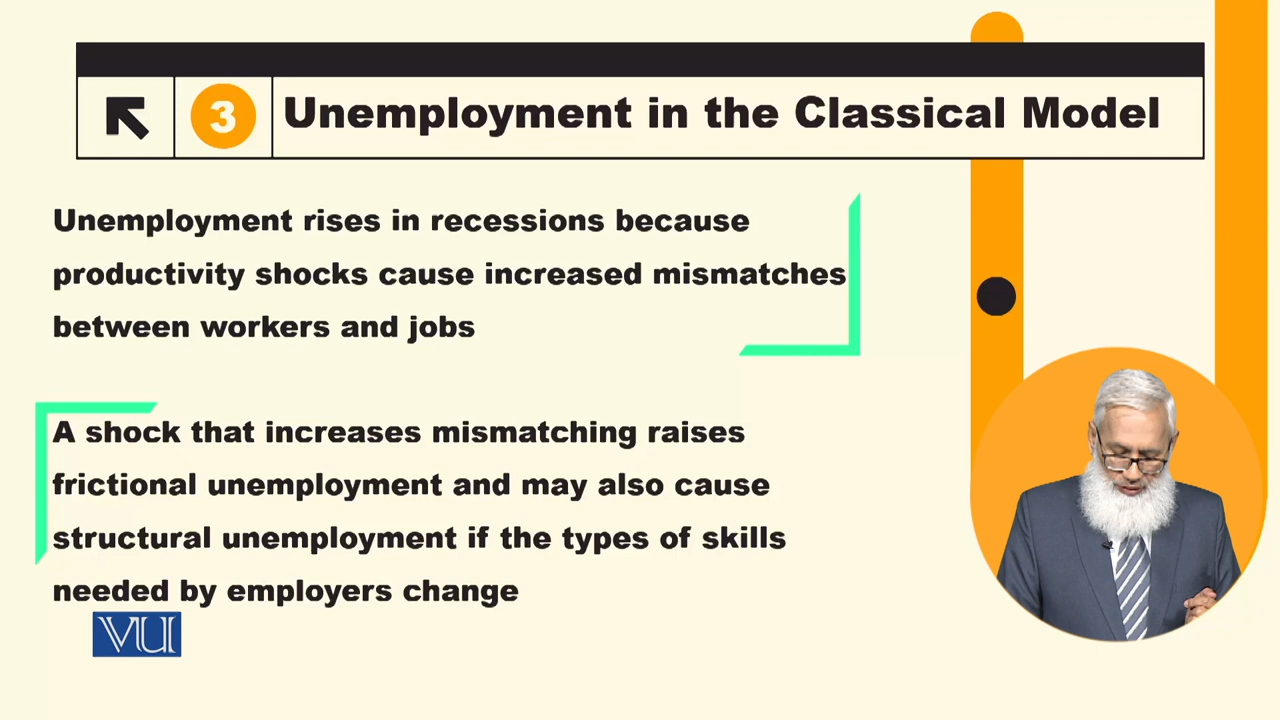 3
Unemployment in the Classical Model
Unemployment rises in recessions because
productivity shocks cause increased mismatches
between workers and jobs
A shock that increases mismatching raises
frictional unemployment and may also cause
structural unemployment if the types of skills
needed by employers change
VU